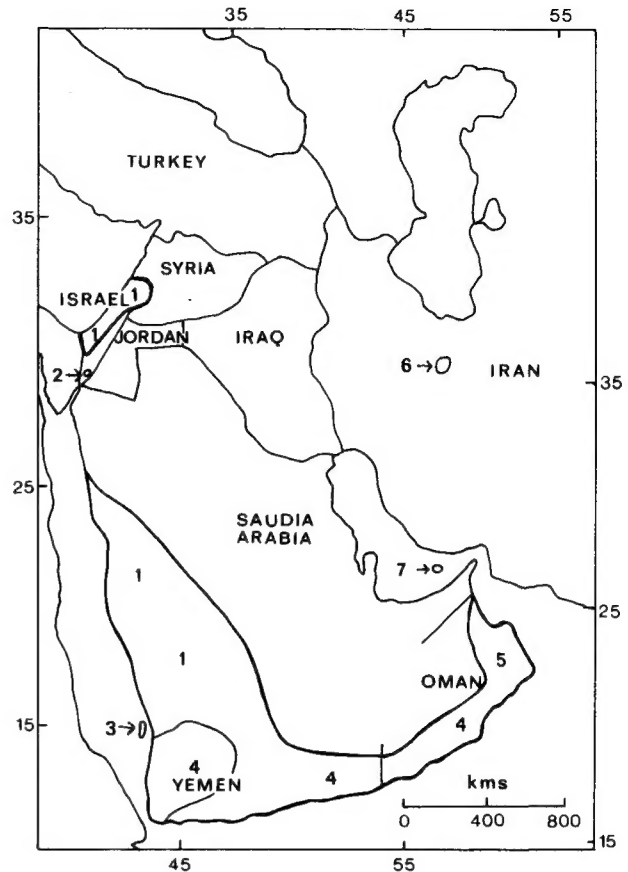 35 45 55
TURKEY
35
SYRIA
ISRAEL 1
1 JORDAN IRAQ
2→ 6→ IRAN
35
25
SAUDIA
ARABIA
7→
1
25
1 5
OMAN
3→ 4
15
4 4
YEMEN kms
0 400 800
15
45 55